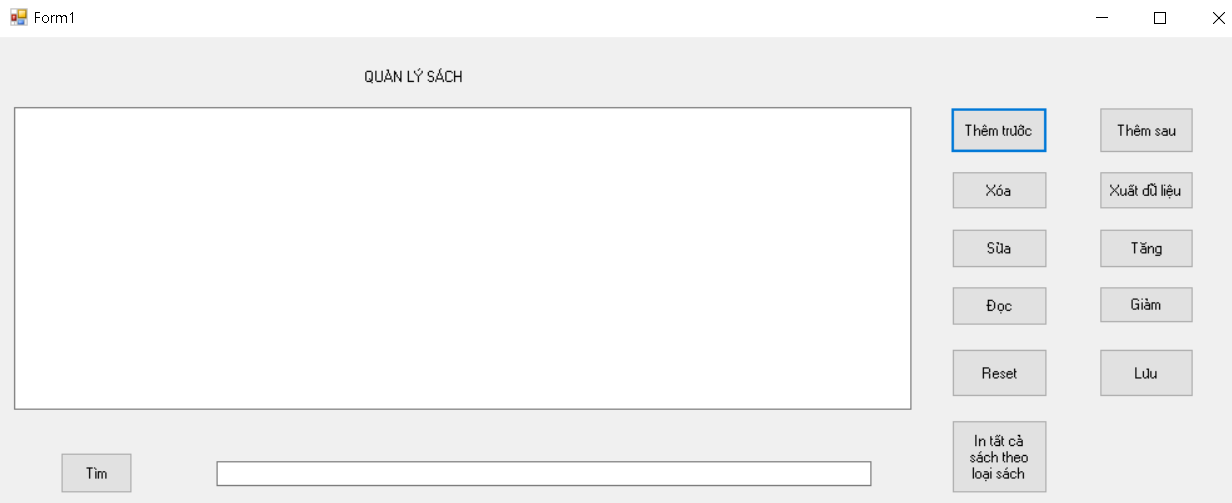 Form1
QUẢN LÝ SÁCH
Thêm trước
Thêm sau
Xóa
Xuất dữ liệu
Sửa
Tăng
Đọc
Giảm
Reset
Lưu
In tất cả
sách theo
loại sách
Tìm